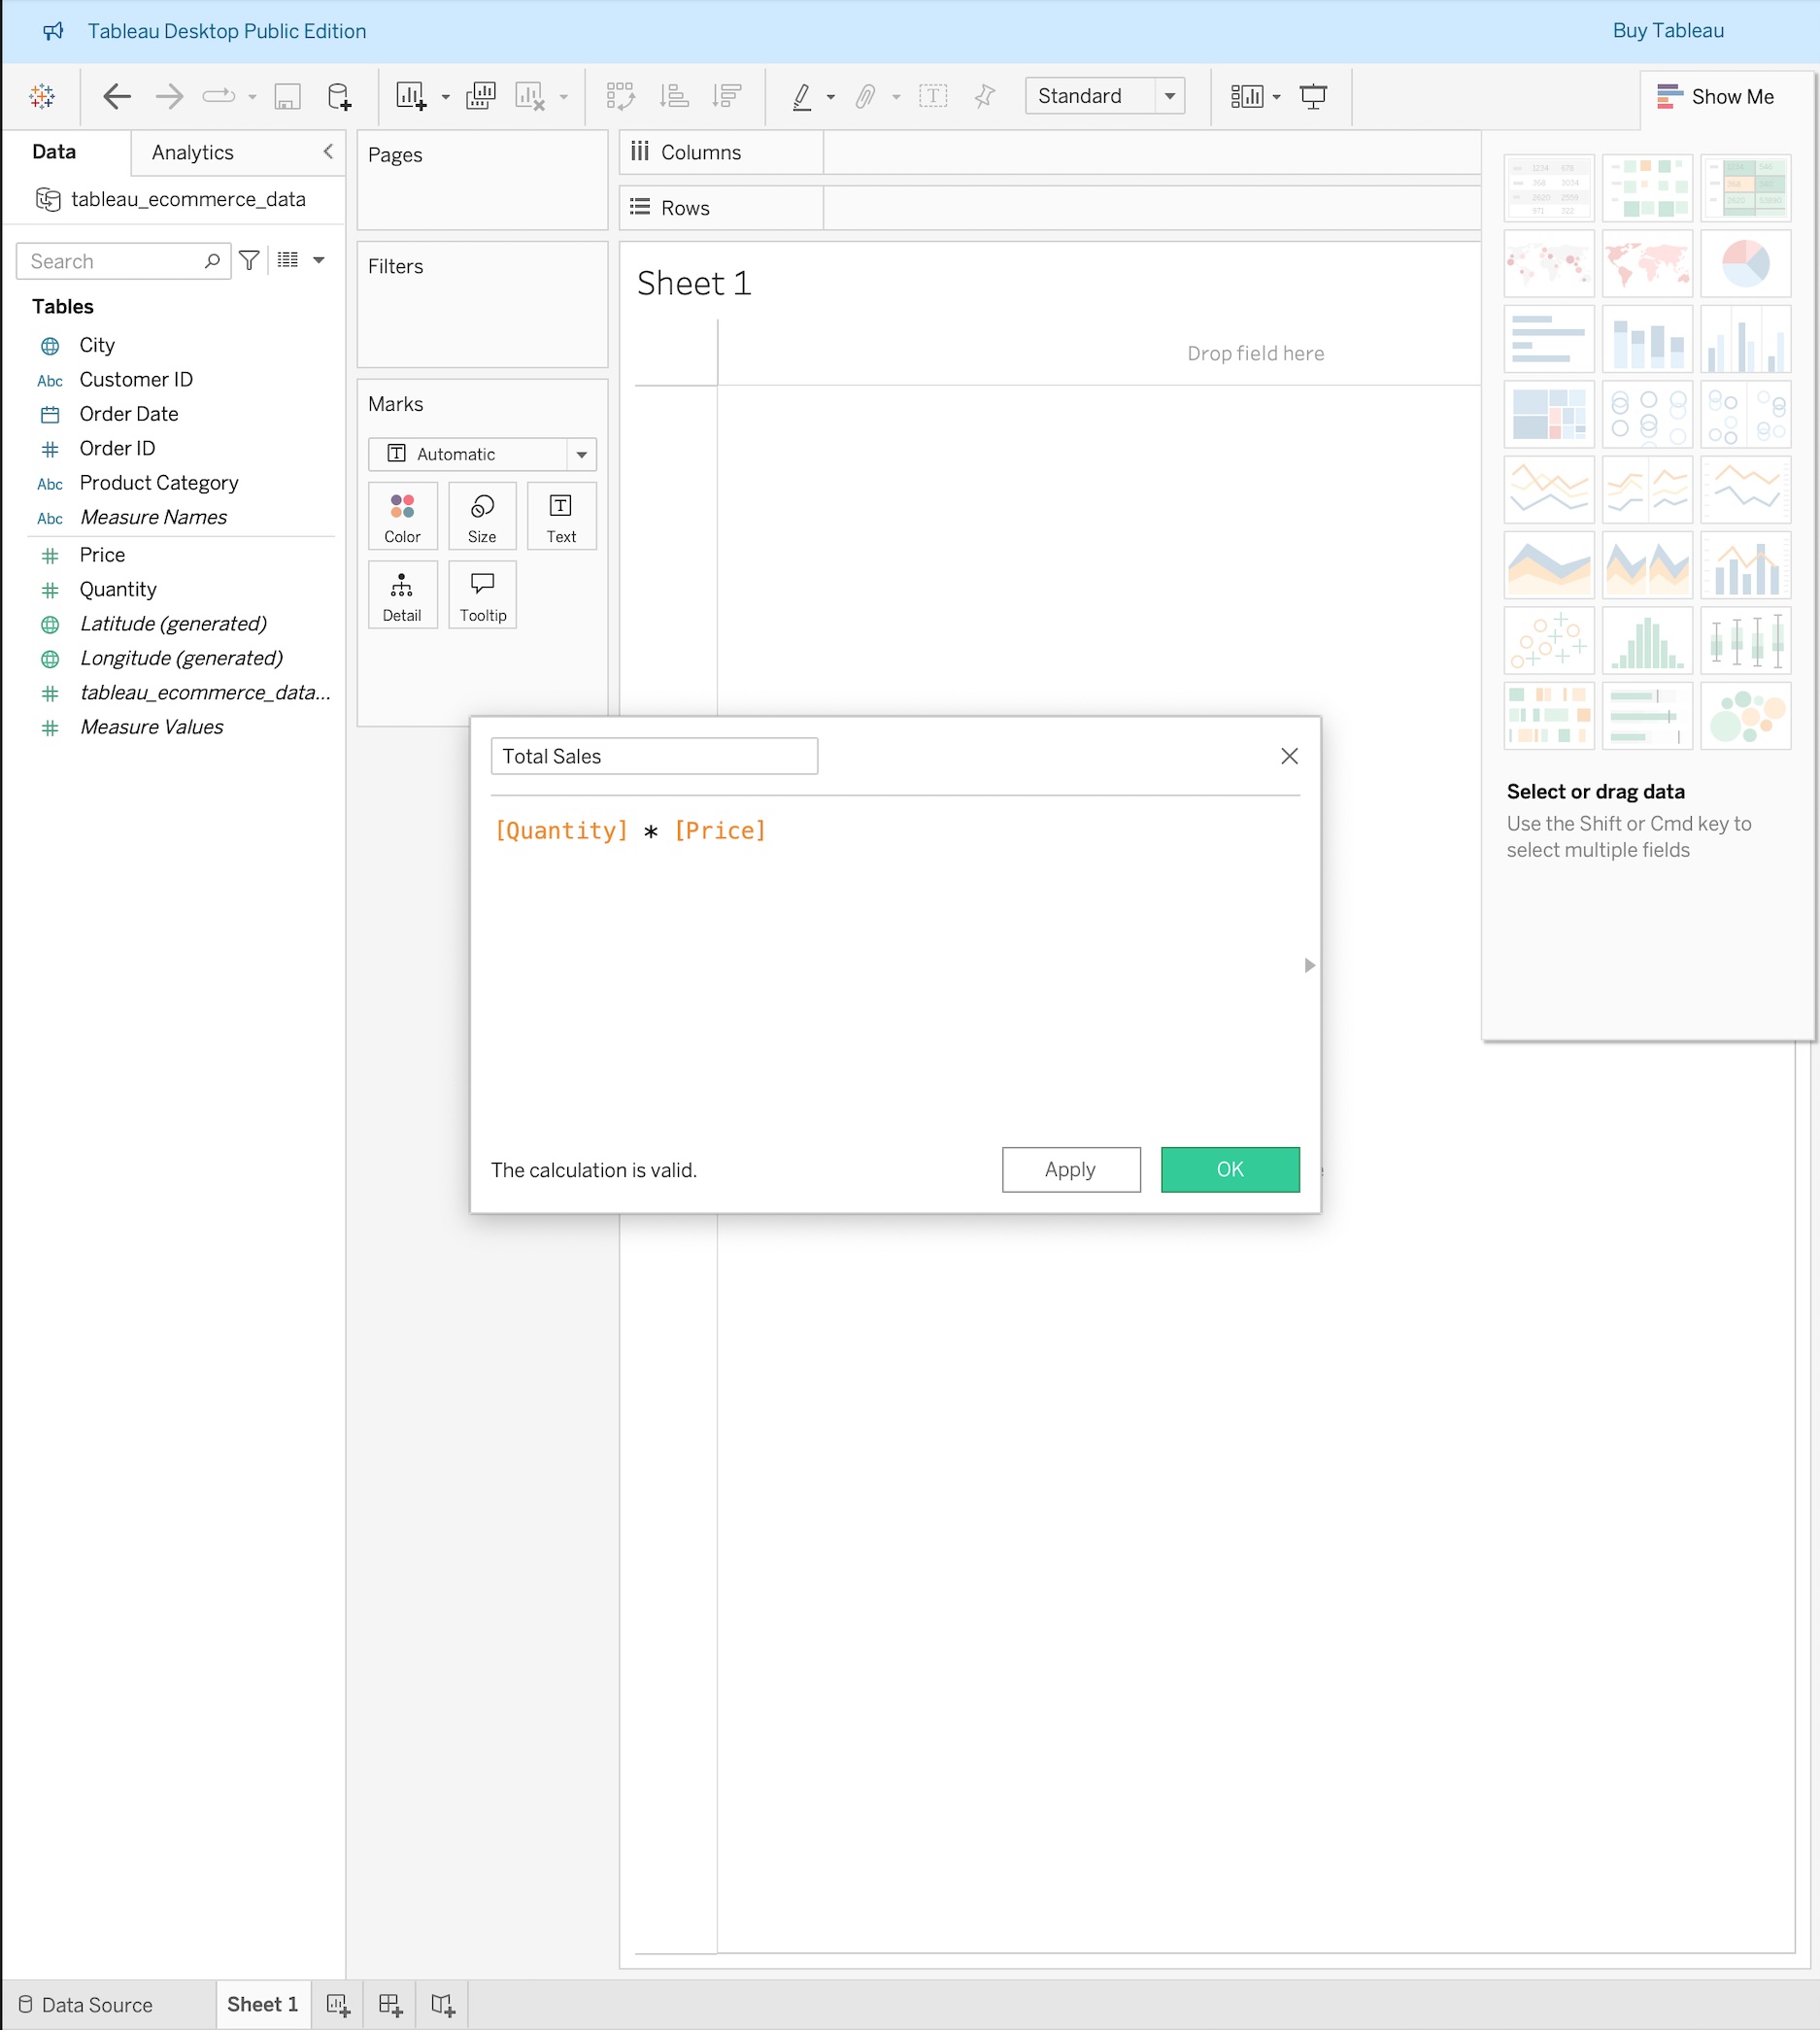 Tableau Desktop Public Edition
Buy Tableau
Standard
Show Me
Data
Analytics
tableau_ecommerce_data
Search
Tables
City
Abc Customer ID
Order Date
Order ID
Abc Product Category
Abc Measure Names
Price
Quantity
Latitude (generated)
Longitude (generated)
tableau_ecommerce_data...
Measure Values
Pages
Filters
Marks
Automatic
Color
Size
Text
Detail
Tooltip
Columns
Rows
Sheet 1
Drop field here
Total Sales
[Quantity] * [Price]
The calculation is valid.
Apply
OK
Select or drag data
Use the Shift or Cmd key to
select multiple fields
Data Source
Sheet 1